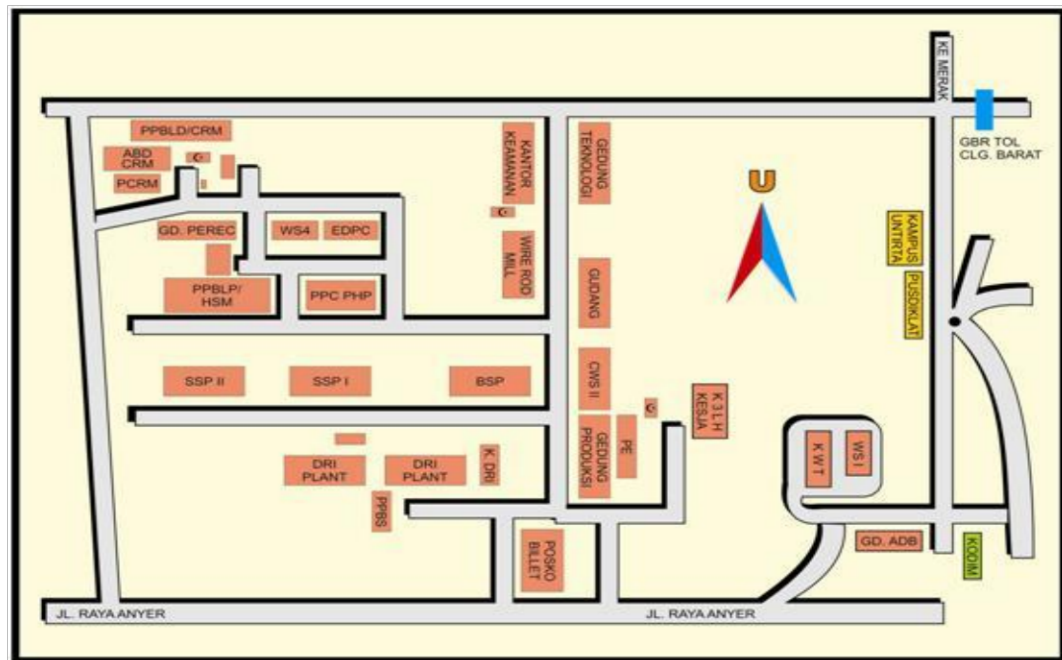 KE MERAK
GBR TOL
CLG. BARAT
PPBLD/CRM
ABD
CRM
PCRM
KANTOR
KEAMANAN
GEDUNG
TEKNOLOGI
U
GD. PEREC
WS4
EDPC
WIRE ROD
MILL
KAMPUS
UNTIRTA
PUSDIKLAT
PPBLP/
HSM
PPC PHP
GUDANG
SSP II
SSP I
BSP
CWS II
K 3 L H
KESJA
GEDUNG
PRODUKSI
PE
K W T
WS I
DRI
PLANT
DRI
PLANT
K. DRI
PPBS
POSKO
BILLET
GD. ADB
KODIM
JL. RAYA ANYER
JL. RAYA ANYER